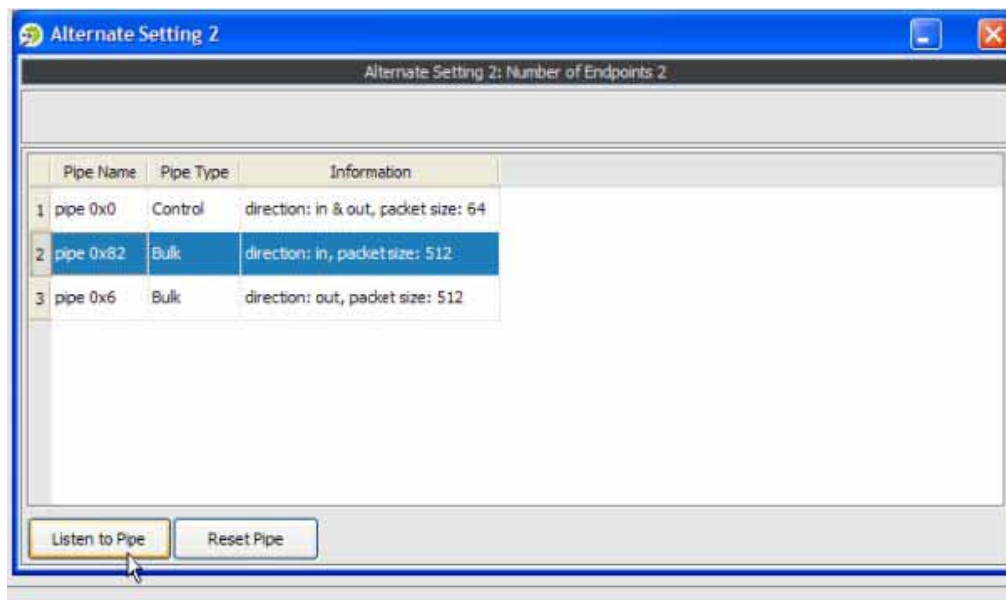 Alternate Setting 2
Alternate Setting 2: Number of Endpoints 2
Pipe Name Pipe Type Information
1 pipe 0x0 Control direction: in & out, packet size: 64
2 pipe 0x82 Bulk direction: in, packet size: 512
3 pipe 0x6 Bulk direction: out, packet size: 512
Listen to Pipe Reset Pipe